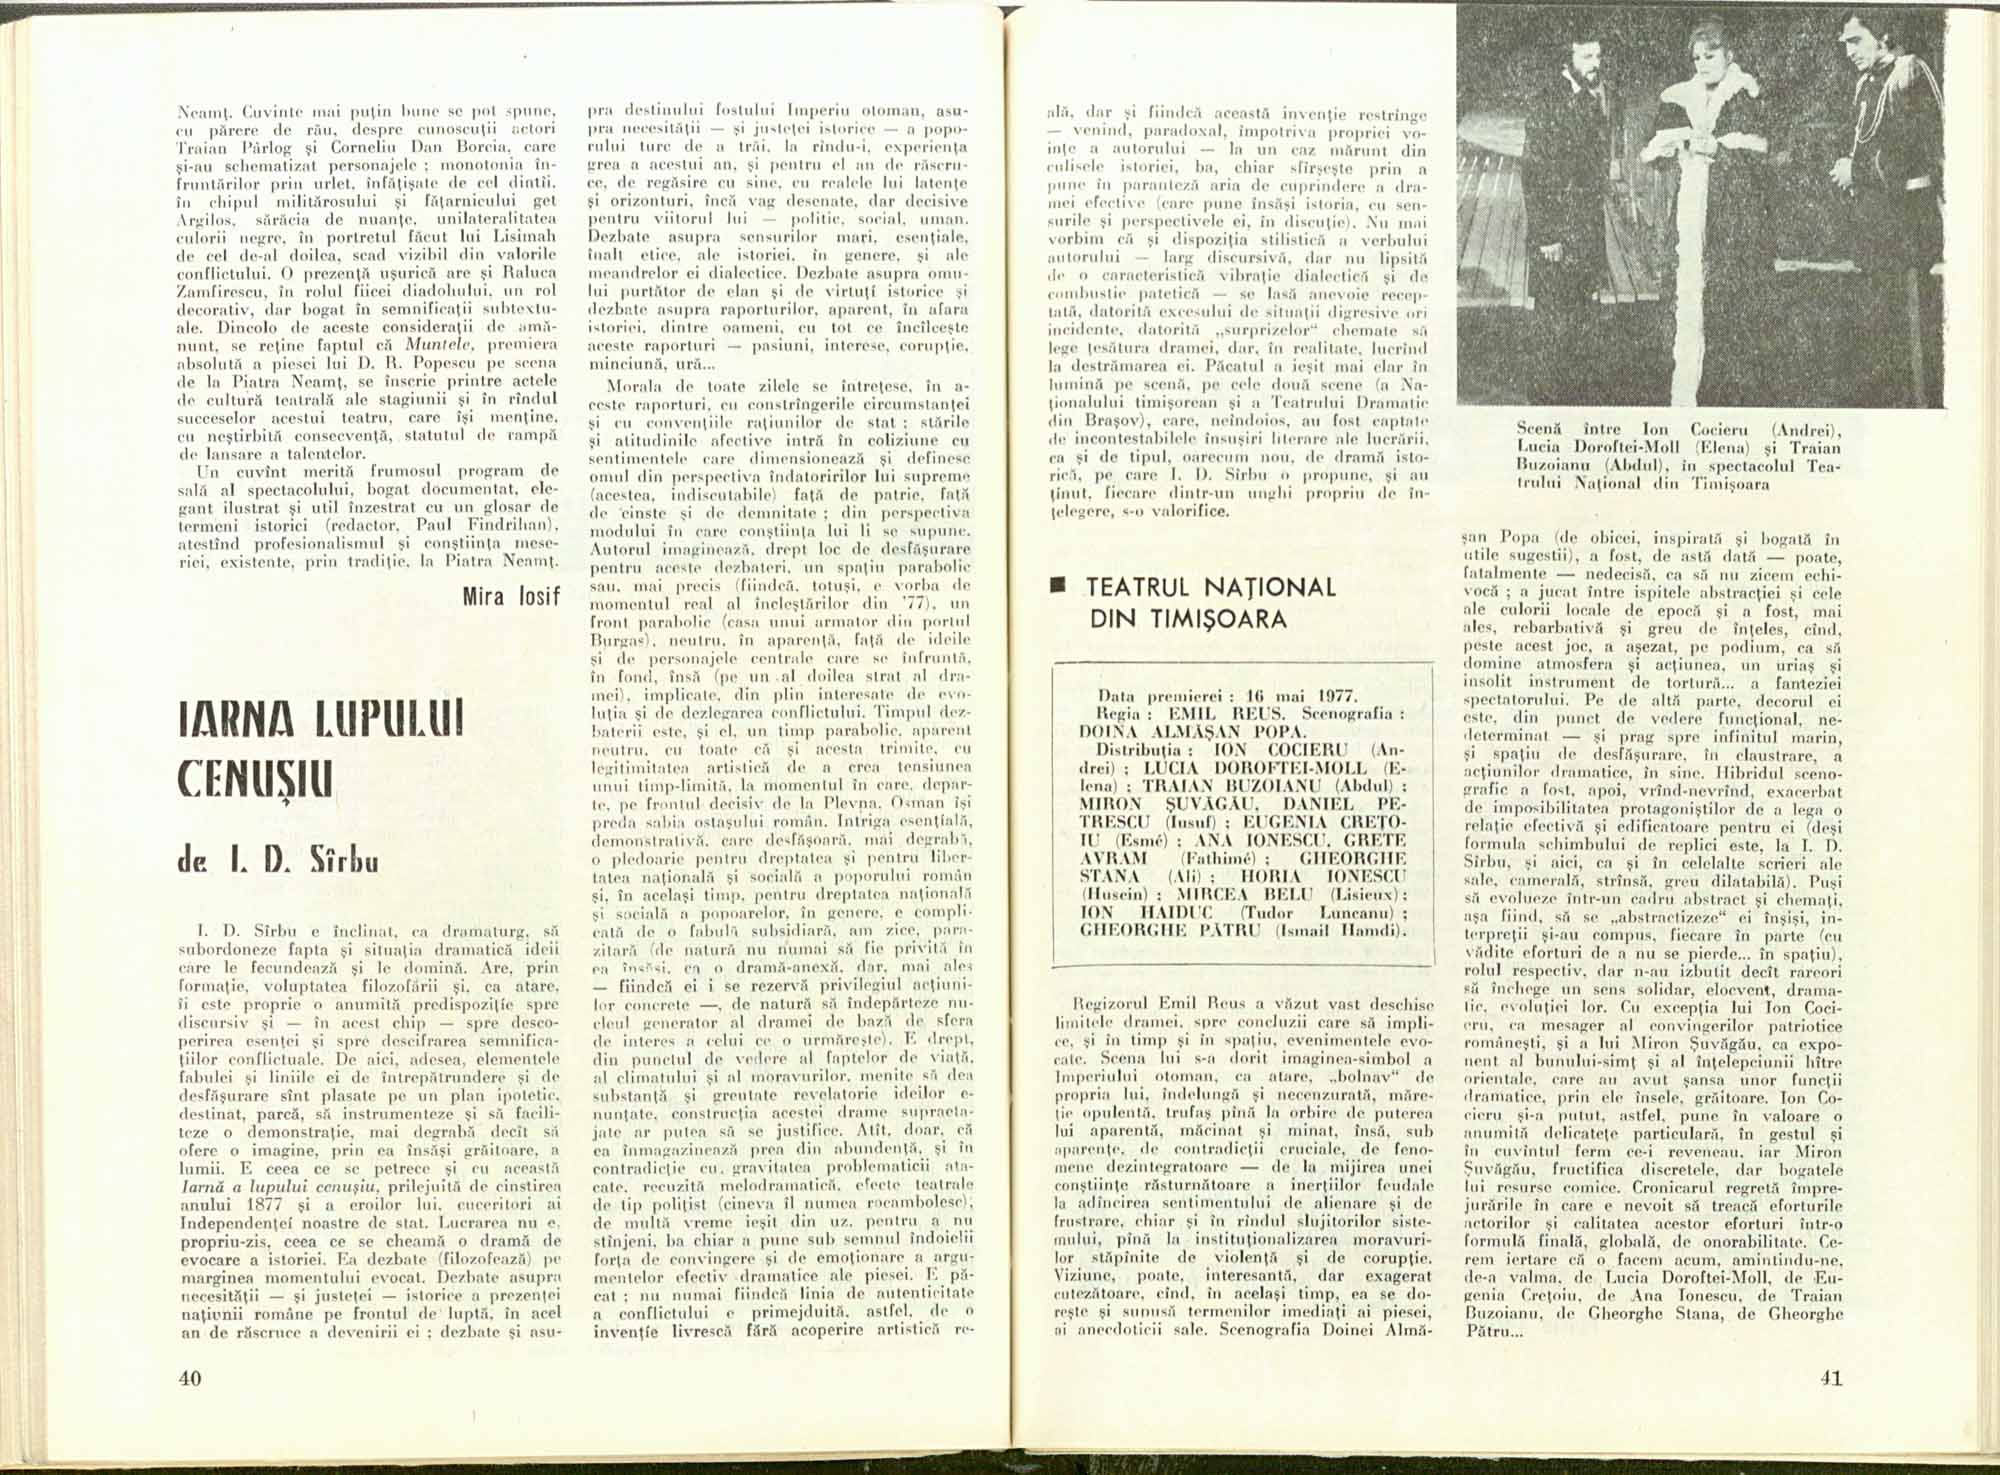 Neamţ. Cuvinte mai puţin bune se pot spune,
cu părere de rău, despre cunoscuţii actori
Traian Pârlog şi Corneliu Dan Borcia, care
şi-au schematizat personajele ; monotonia în-
fruntărilor prin urlet, înfăţişate de cel dintîi,
în chipul militărosului şi făţarnicului get
Argilos, sărăcia de nuanţe, unilateralitatea
culorii negre, în portretul făcut lui Lisimah
de cel de-al doilea, scad vizibil din valorile
conflictului. O prezenţă uşurică are şi Raluca
Zamfirescu, în rolul fiicei diadohului, un rol
decorativ, dar bogat în semnificaţii subtextu-
ale. Dincolo de aceste consideraţii de amă-
nunt, se reţine faptul că Muntele, premiera
absolută a piesei lui D. R. Popescu pe scena
de la Piatra Neamţ, se înscrie printre actele
de cultură teatrală ale stagiunii şi în rîndul
succeselor acestui teatru, care îşi menţine,
cu neştirbită consecvenţă, statutul de rampă
de lansare a talentelor.
Un cuvînt merită frumosul program de
sală al spectacolului, bogat documentat, ele-
gant ilustrat şi util înzestrat cu un glosar de
termeni istorici (redactor, Paul Findrihan),
atestînd profesionalismul şi conştiinţa mese-
riei, existente, prin tradiţie, la Piatra Neamţ.
Mira Iosif
IARNA LUPULUI
CENUŞIU
de I. D. Sîrbu
I. D. Sîrbu e înclinat, ca dramaturg, să
subordoneze fapta şi situaţia dramatică ideii
care le fecundează şi le domină. Are, prin
formaţie, voluptatea filozofării şi, ca atare,
îi este proprie o anumită predispoziţie spre
discursiv şi — în acest chip — spre desco-
perirea esenţei şi spre descifrarea semnifica-
ţiilor conflictuale. De aici, adesea, elementele
fabulei şi liniile ei de întrepătrundere şi de
desfăşurare sînt plasate pe un plan ipotetic,
destinat, parcă, să instrumenteze şi să facili-
teze o demonstraţie, mai degrabă decît să
ofere o imagine, prin ea însăşi grăitoare, a
lumii. E ceea ce se petrece şi cu această
Iarnă a lupului cenuşiu, prilejuită de cinstirea
anului 1877 şi a eroilor lui, cuceritori ai
Independenţei noastre de stat. Lucrarea nu e,
propriu-zis, ceea ce se cheamă o dramă de
evocare a istoriei. Ea dezbate (filozofează) pe
marginea momentului evocat. Dezbate asupra
necesităţii — şi justeţei — istorice a prezenţei
naţiunii române pe frontul de luptă, în acel
an de răscruce a devenirii ei ; dezbate şi asu-
40
pra destinului fostului Imperiu otoman, asu-
pra necesităţii — şi justeţei istorice — a popo-
rului turc de a trăi, la rîndu-i, experienţa
grea a acestui an, şi pentru el an de răscru-
ce, de regăsire cu sine, cu realele lui latenţe
şi orizonturi, încă vag desenate, dar decisive
pentru viitorul lui — politic, social, uman.
Dezbate asupra sensurilor mari, esenţiale,
înalt etice, ale istoriei, în genere, şi ale
meandrelor ei dialectice. Dezbate asupra omu-
lui purtător de elan şi de virtuţi istorice şi
dezbate asupra raporturilor, aparent, în afara
istoriei, dintre oameni, cu tot ce încîlceşte
aceste raporturi — pasiuni, interese, corupţie,
minciună, ură...
Morala de toate zilele se întreţese, în a-
ceste raporturi, cu constrîngerile circumstanţei
şi cu convenţiile raţiunilor de stat ; stările
şi atitudinile afective intră în coliziune cu
sentimentele care dimensionează şi definesc
omul din perspectiva îndatoririlor lui supreme
(acestea, indiscutabile) faţă de patrie, faţă
de cinste şi de demnitate ; din perspectiva
modului în care conştiinţa lui li se supune.
Autorul imaginează, drept loc de desfăşurare
pentru aceste dezbateri, un spaţiu parabolic
sau, mai precis (fiindcă, totuşi, e vorba de
momentul real al încleştărilor din '77), un
front parabolic (casa unui armator din portul
Burgas), neutru, în aparenţă, faţă de ideile
şi de personajele centrale care se înfruntă,
în fond, însă (pe un al doilea strat al dra-
mei), implicate, din plin interesate de evo-
luţia şi de dezlegarea conflictului. Timpul dez-
baterii este, şi el, un timp parabolic, aparent
neutru, cu toate că şi acesta trimite, cu
legitimitatea artistică de a crea tensiunea
unui timp-limită, la momentul în care, depar-
te, pe frontul decisiv de la Plevna, Osman îşi
preda sabia ostaşului român. Intriga esenţială,
demonstrativă, care desfăşoară, mai degrabă,
o pledoarie pentru dreptatea şi pentru liber-
tatea naţională şi socială a poporului român
şi, în acelaşi timp, pentru dreptatea naţională
şi socială a popoarelor, în genere, e compli-
cată de o fabulă subsidiară, am zice, para-
zitară (de natură nu numai să fie privită în
ea însăşi, ca o dramă-anexă, dar, mai ales
— fiindcă ei i se rezervă privilegiul acţiuni-
lor concrete —, de natură să îndepărteze nu-
cleul generator al dramei de bază de sfera
de interes a celui ce o urmăreşte). E drept,
din punctul de vedere al faptelor de viaţă,
al climatului şi al moravurilor, menite să dea
substanţă şi greutate revelatorie ideilor e-
nunţate, construcţia acestei drame supraeta-
jate ar putea să se justifice. Atît, doar, că
ea înmagazinează prea din abundenţă, şi în
contradicţie cu gravitatea problematicii ata-
cate, recuzită melodramatică, efecte teatrale
de tip poliţist (cineva îl numea rocambolesc),
de multă vreme ieşit din uz, pentru a nu
stînjeni, ba chiar a pune sub semnul îndoielii
forţa de convingere şi de emoţionare a argu-
mentelor efectiv dramatice ale piesei. E pă-
cat ; nu numai fiindcă linia de autenticitate
a conflictului e primejduită, astfel, de o
invenţie livrescă fără acoperire artistică re-
ală, dar şi fiindcă această invenţie restrînge
— venind, paradoxal, împotriva propriei vo-
inţe a autorului — la un caz mărunt din
culisele istoriei, ba, chiar sfîrşeşte prin a
pune în paranteză aria de cuprindere a dra-
mei efective (care pune însăşi istoria, cu sen-
surile şi perspectivele ei, în discuţie). Nu mai
vorbim că şi dispoziţia stilistică a verbului
autorului — larg discursivă, dar nu lipsită
de o caracteristică vibraţie dialectică şi de
combustie patetică — se lasă anevoie recep-
tată, datorită excesului de situaţii digresive ori
incidente, datorită „surprizelor“ chemate să
lege ţesătura dramei, dar, în realitate, lucrînd
la destrămarea ei. Păcatul a ieşit mai clar în
lumină pe scenă, pe cele două scene (a Na-
ţionalului timişorean şi a Teatrului Dramatic
din Braşov), care, neîndoios, au fost captate
de incontestabilele însuşiri literare ale lucrării,
ca şi de tipul, oarecum nou, de dramă isto-
rică, pe care I. D. Sîrbu o propune, şi au
ţinut, fiecare dintr-un unghi propriu de în-
ţelegere, s-o valorifice.
■ TEATRUL NAŢIONAL
DIN TIMIŞOARA
Data premierei : 16 mai 1977.
Regia : EMIL REUS. Scenografia :
DOINA ALMĂŞAN POPA.
Distribuţia : ION COCIERU (An-
drei) ; LUCIA DOROFTEI-MOLL (E-
lena) ; TRAIAN BUZOIANU (Abdul) ;
MIRON ŞUVĂGĂU, DANIEL PE-
TRESCU (Iusuf) ; EUGENIA CREŢO-
IU (Esmé) ; ANA IONESCU, GRETE
AVRAM (Fathimé) ; GHEORGHE
STANA (Ali) ; HORIA IONESCU
(Husein) ; MIRCEA BELU (Lisieux) ;
ION HAIDUC (Tudor Luncanu) ;
GHEORGHE PĂTRU (Ismail Hamdi).
Regizorul Emil Reus a văzut vast deschise
limitele dramei, spre concluzii care să impli-
ce, şi în timp şi în spaţiu, evenimentele evo-
cate. Scena lui s-a dorit imaginea-simbol a
Imperiului otoman, ca atare, „bolnav“ de
propria lui, îndelungă şi necenzurată, măre-
ţie opulentă, trufaş pînă la orbire de puterea
lui aparentă, măcinat şi minat, însă, sub
aparenţe, de contradicţii cruciale, de feno-
mene dezintegratoare — de la mijirea unei
conştiinţe răsturnătoare a inerţiilor feudale
la adîncirea sentimentului de alienare şi de
frustrare, chiar şi în rîndul slujitorilor siste-
mului, pînă la instituţionalizarea moravuri-
lor stăpînite de violenţă şi de corupţie.
Viziune, poate, interesantă, dar exagerat
cutezătoare, cînd, în acelaşi timp, ea se do-
reşte şi supusă termenilor imediaţi ai piesei,
ai anecdoticii sale. Scenografia Doinei Almă-
Scenă între Ion Cocieru (Andrei),
Lucia Doroftei-Moll (Elena) şi Traian
Buzoianu (Abdul), în spectacolul Tea-
trului Naţional din Timişoara
şan Popa (de obicei, inspirată şi bogată în
utile sugestii), a fost, de astă dată — poate,
fatalmente — nedecisă, ca să nu zicem echi-
vocă ; a jucat între ispitele abstracţiei şi cele
ale culorii locale de epocă şi a fost, mai
ales, rebarbativă şi greu de înţeles, cînd,
peste acest joc, a aşezat, pe podium, ca să
domine atmosfera şi acţiunea, un uriaş şi
insolit instrument de tortură... a fanteziei
spectatorului. Pe de altă parte, decorul ei
este, din punct de vedere funcţional, ne-
determinat — şi prag spre infinitul marin,
şi spaţiu de desfăşurare, în claustrare, a
acţiunilor dramatice, în sine. Hibridul sceno-
grafic a fost, apoi, vrînd-nevrînd, exacerbat
de imposibilitatea protagoniştilor de a lega o
relaţie efectivă şi edificatoare pentru ei (deşi
formula schimbului de replici este, la I. D.
Sîrbu, şi aici, ca şi în celelalte scrieri ale
sale, camerală, strînsă, greu dilatabilă). Puşi
să evolueze într-un cadru abstract şi chemaţi,
aşa fiind, să se „abstractizeze“ ei înşişi, in-
terpreţii şi-au compus, fiecare în parte (cu
vădite eforturi de a nu se pierde... în spaţiu),
rolul respectiv, dar n-au izbutit decît rareori
să închege un sens solidar, elocvent, drama-
tic, evoluţiei lor. Cu excepţia lui Ion Coci-
eru, ca mesager al convingerilor patriotice
româneşti, şi a lui Miron Şuvăgău, ca expo-
nent al bunului-simţ şi al înţelepciunii hître
orientale, care au avut şansa unor funcţii
dramatice, prin ele însele, grăitoare. Ion Co-
cieru şi-a putut, astfel, pune în valoare o
anumită delicateţe particulară, în gestul şi
în cuvîntul ferm ce-i reveneau, iar Miron
Şuvăgău, fructifica discretele, dar bogatele
lui resurse comice. Cronicarul regretă împre-
jurările în care e nevoit să treacă eforturile
actorilor şi calitatea acestor eforturi într-o
formulă finală, globală, de onorabilitate. Ce-
rem iertare că o facem acum, amintindu-ne,
de-a valma, de Lucia Doroftei-Moll, de Eu-
genia Creţoiu, de Ana Ionescu, de Traian
Buzoianu, de Gheorghe Stana, de Gheorghe
Pătru...
41